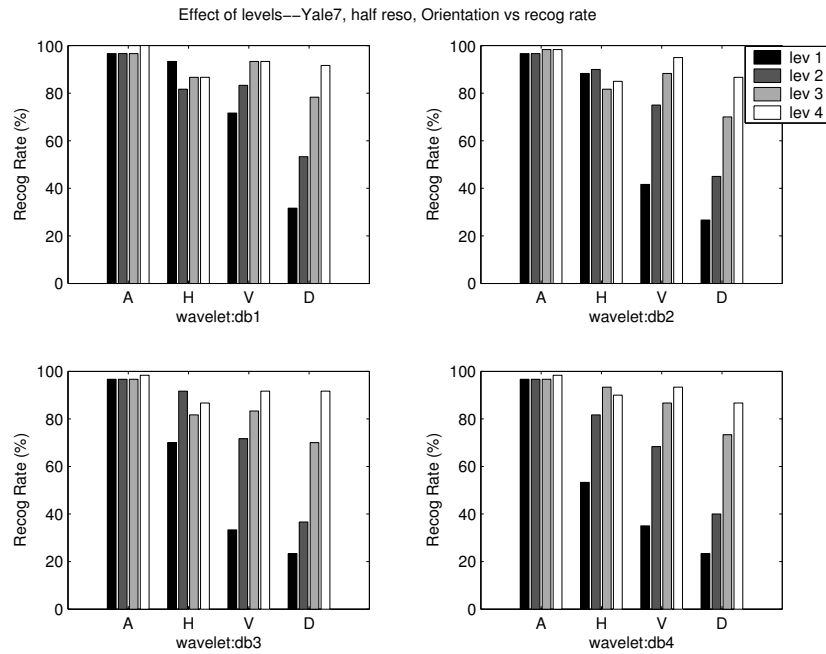 Effect of levels−−Yale7, half reso, Orientation vs recog rate
100
80
60
40
20
0
Recog Rate (%)
A H V D
wavelet:db1
100
80
60
40
20
0
Recog Rate (%)
A H V D
wavelet:db2
lev 1
lev 2
lev 3
lev 4
100
80
60
40
20
0
Recog Rate (%)
A H V D
wavelet:db3
100
80
60
40
20
0
Recog Rate (%)
A H V D
wavelet:db4